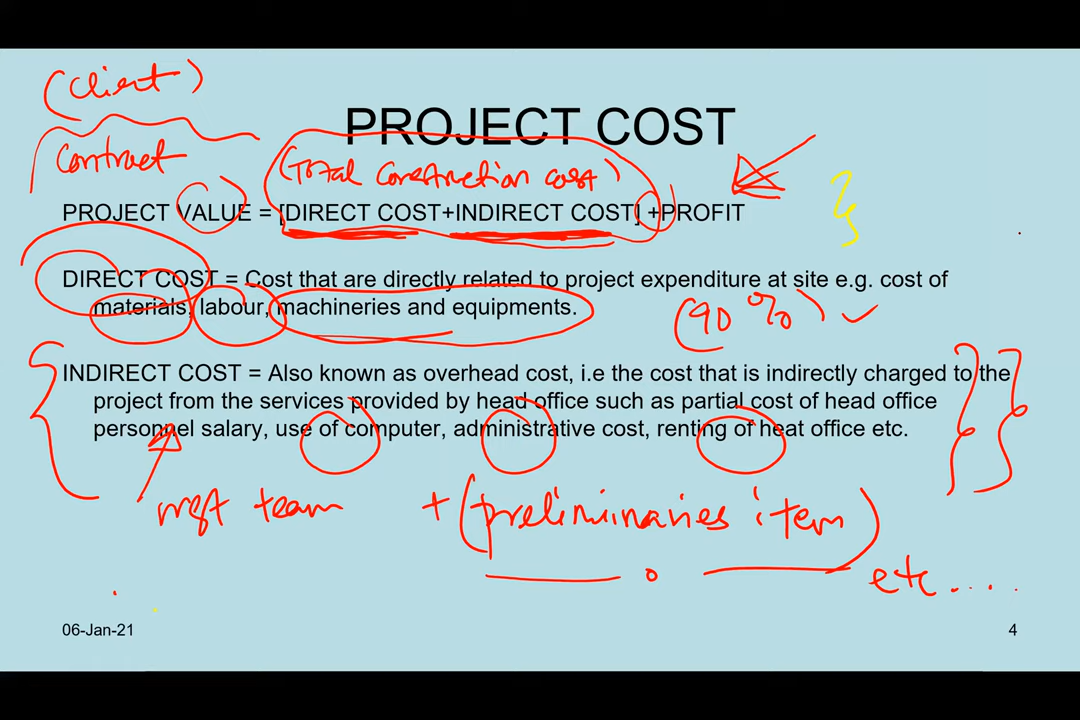 (Client)
PROJECT COST
Contract
(Total Construction cost)
PROJECT VALUE = [DIRECT COST+INDIRECT COST] +PROFIT
DIRECT COST = Cost that are directly related to project expenditure at site e.g. cost of
materials, labour, machineries and equipments.
(90%)
INDIRECT COST = Also known as overhead cost, i.e the cost that is indirectly charged to the
project from the services provided by head office such as partial cost of head office
personnel salary, use of computer, administrative cost, renting of heat office etc.
mgt team + (preliminaries item)
etc....
06-Jan-21
4